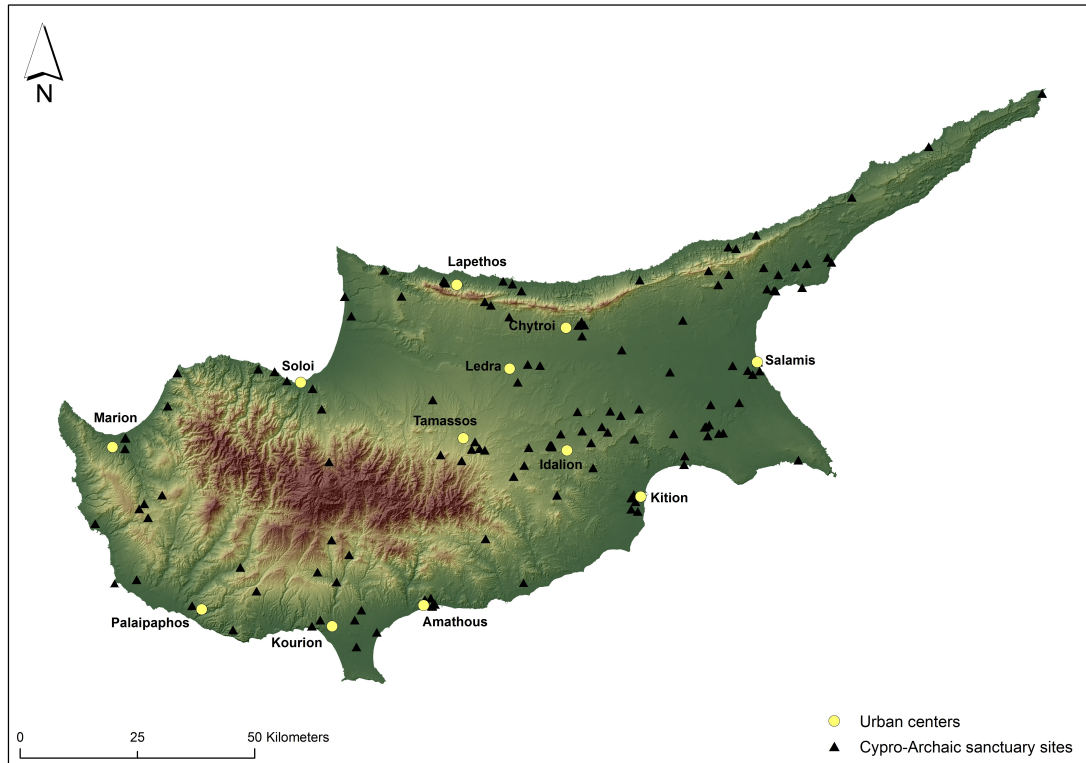 N
Lapethos
Chytroi
Soloi
Ledra
Salamis
Marion
Tamassos
Idalion
Kition
Palaipaphos
Kourion
Amathous
Urban centers
0 25 50 Kilometers
Cypro-Archaic sanctuary sites